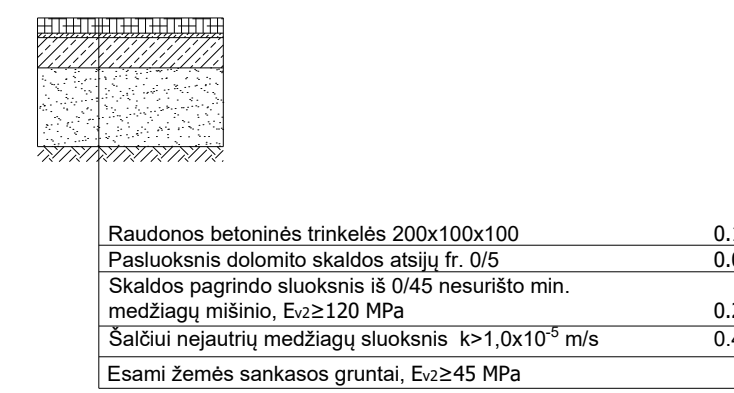 Raudonos betoninės trinkelės 200x100x100
Pasluoksnis dolomito skaldos atsijų fr. 0/5
Skaldos pagrindo sluoksnis iš 0/45 nesurišto min.
medžiagų mišinio, Ev2≥120 MPa
Šalčiui nejautrių medžiagų sluoksnis k>1,0x10-5 m/s
Esami žemės sankasos gruntai, Ev2≥45 MPa